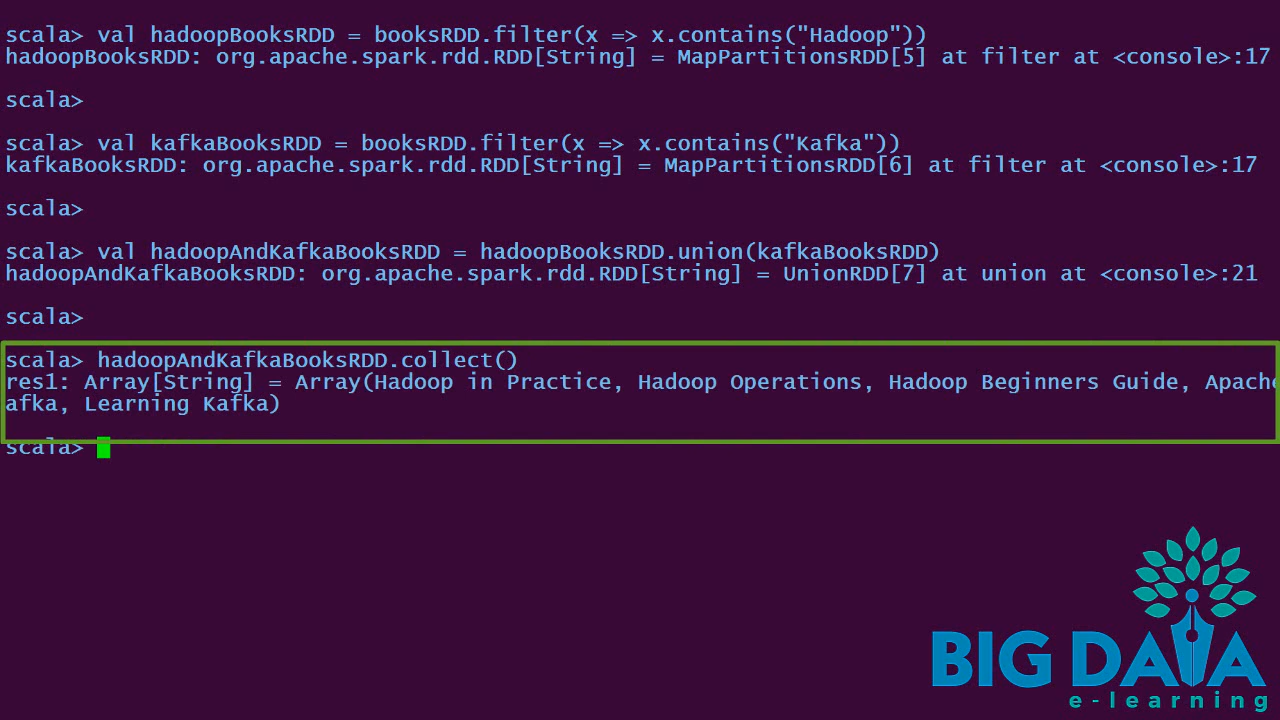 scala> val hadoopBooksRDD = booksRDD.filter(x => x.contains("Hadoop"))
hadoopBooksRDD: org.apache.spark.rdd.RDD[String] = MapPartitionsRDD[5] at filter at <console>:17
scala>
scala> val kafkaBooksRDD = booksRDD.filter(x => x.contains("Kafka"))
kafkaBooksRDD: org.apache.spark.rdd.RDD[String] = MapPartitionsRDD[6] at filter at <console>:17
scala>
scala> val hadoopAndKafkaBooksRDD = hadoopBooksRDD.union(kafkaBooksRDD)
hadoopAndKafkaBooksRDD: org.apache.spark.rdd.RDD[String] = UnionRDD[7] at union at <console>:21
scala>
scala> hadoopAndKafkaBooksRDD.collect()
res1: Array[String] = Array(Hadoop in Practice, Hadoop Operations, Hadoop Beginners Guide, Apache
afka, Learning Kafka)
scala>
BIG DATA
e-learning